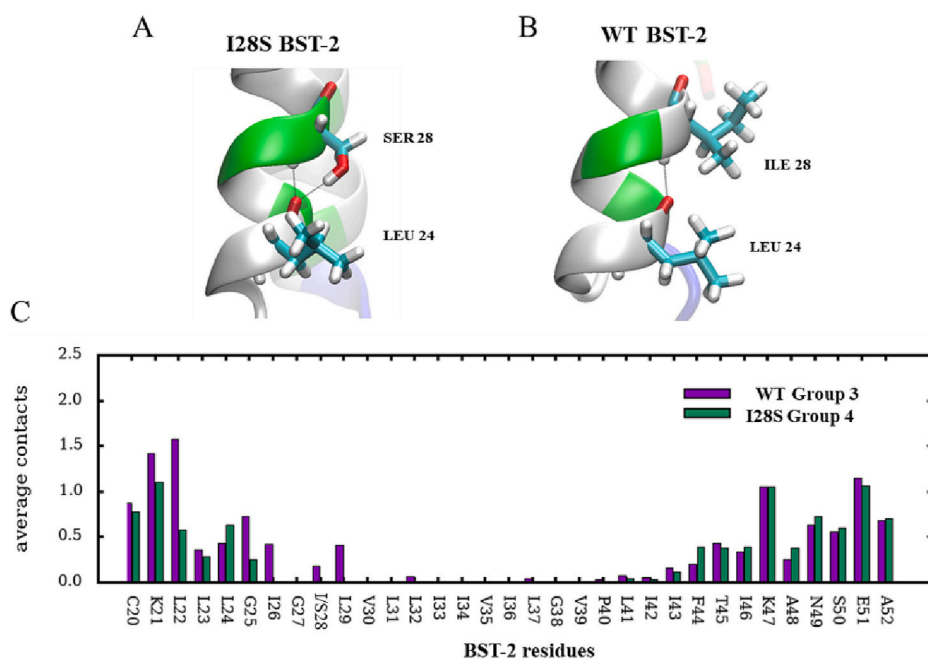 A
I28S BST-2
SER 28
LEU 24
B
WT BST-2
ILE 28
LEU 24
C
average contacts
2.5
2.0
1.5
1.0
0.5
0.0
WT Group 3
I28S Group 4
C20
K21
L22
L23
L24
G25
I26
G27
I/S28
L29
V30
L31
L32
I33
I34
V35
I36
L37
G38
V39
P40
L41
I42
I43
F44
T45
I46
K47
A48
N49
S50
E51
A52
BST-2 residues